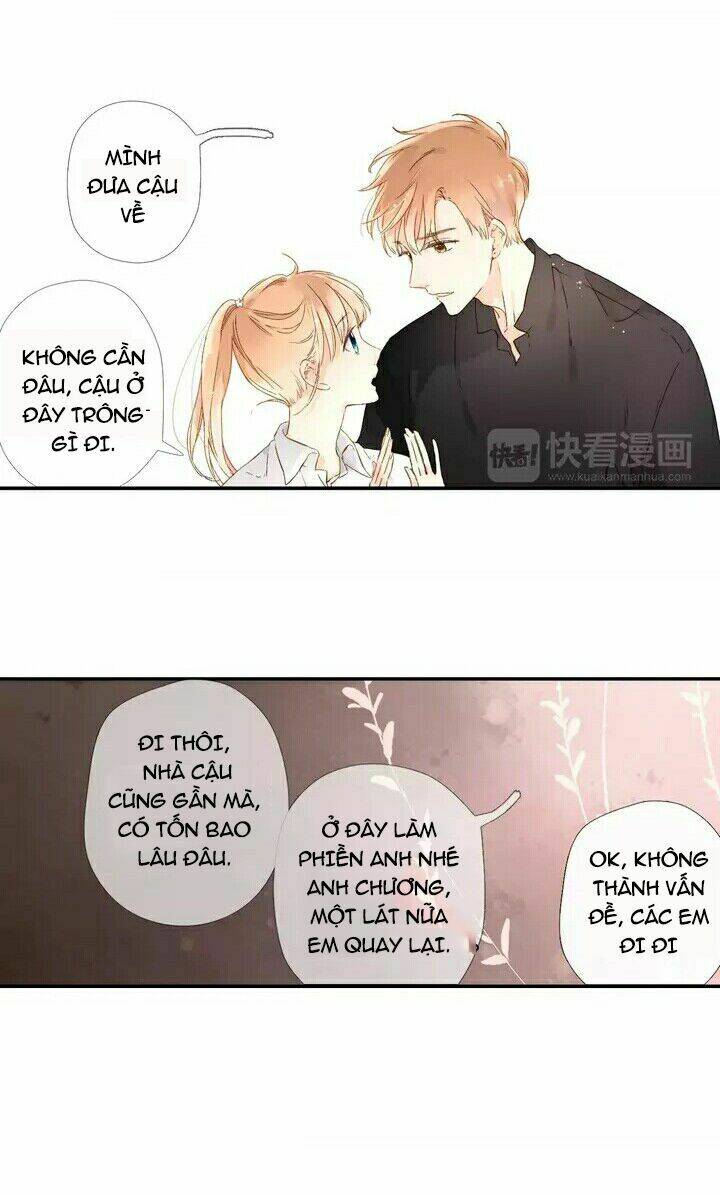 MÌNH
ĐƯA CẬU
VỀ
KHÔNG CẦN
ĐÂU, CẬU Ở
ĐÂY TRÔNG
GÌ ĐI.
快看!
快看漫画
www.kuaikanmanhua.com
ĐI THÔI,
NHÀ CẬU
CŨNG GẦN MÀ,
CÓ TỐN BAO
LÂU ĐÂU.
Ở ĐÂY LÀM
PHIỀN ANH NHÉ
ANH CHƯƠNG,
MỘT LÁT NỮA
EM QUAY LẠI.
OK, KHÔNG
THÀNH VẤN
ĐỀ, CÁC EM
ĐI ĐI